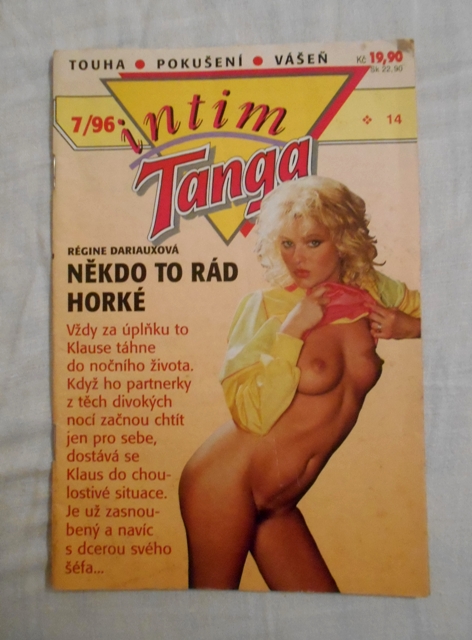 TOUHA • POKUŠENÍ • VÁŠEŇ
Kč 19,90
Sk 22,50
7/96
intim
❖ 14
Tanga
RÉGINE DARIAUXOVÁ
NĚKDO TO RÁD
HORKÉ
Vždy za úplňku to
Klause táhne
do nočního života.
Když ho partnerky
z těch divokých
nocí začnou chtít
jen pro sebe,
dostává se
Klaus do chou-
lostivé situace.
Je už zasnou-
bený a navíc
s dcerou svého
šéfa...